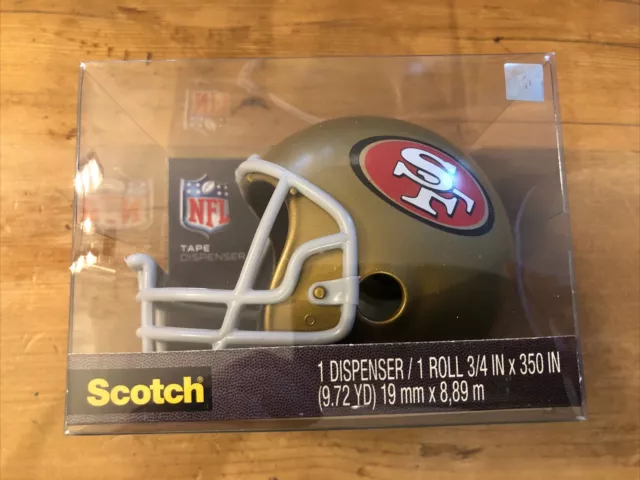 NFL
TAPE
DISPENSER
SF
Scotch
1 DISPENSER / 1 ROLL 3/4 IN x 350 IN
(9.72 YD) 19 mm x 8,89 m